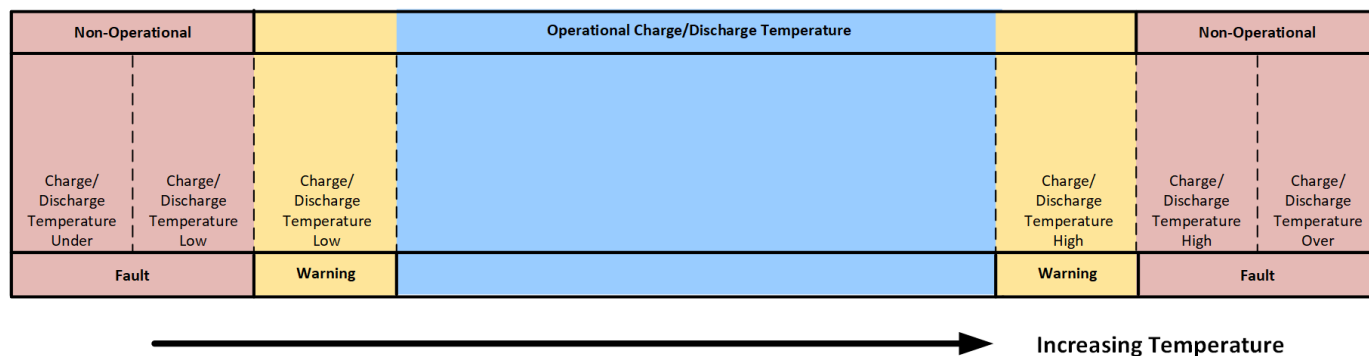 Non-Operational
Operational Charge/Discharge Temperature
Non-Operational
Charge/
Discharge
Temperature
Under
Charge/
Discharge
Temperature
Low
Charge/
Discharge
Temperature
Low
Charge/
Discharge
Temperature
High
Charge/
Discharge
Temperature
High
Charge/
Discharge
Temperature
Over
Fault
Warning
Warning
Fault
Increasing Temperature